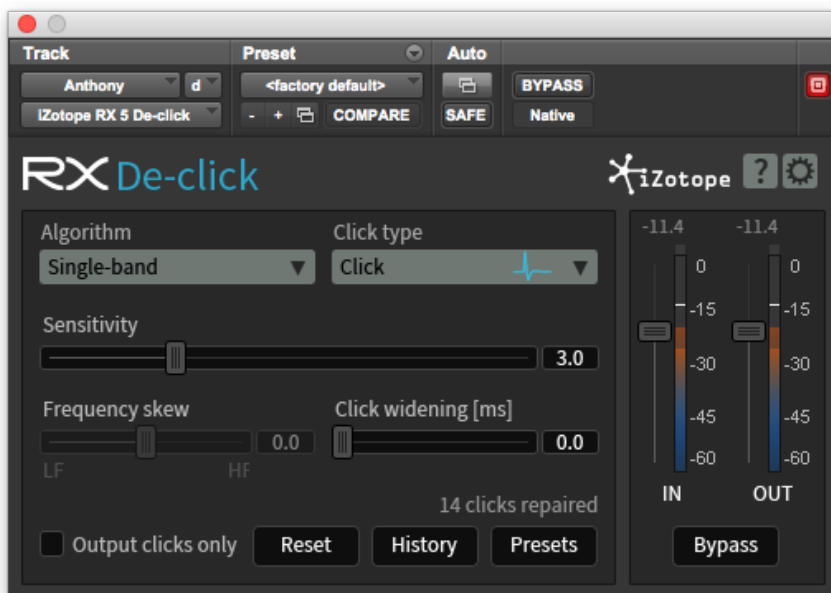 Track Preset Auto
Anthony d <factory default> BYPASS
iZotope RX 5 De-click - + COMPARE SAFE Native
RX De-click iZotope ?
Algorithm Click type -11.4 -11.4
Single-band Click
0 0
-15 -15
Sensitivity
3.0
-30 -30
Frequency skew Click widening [ms]
-45 -45
0.0 0.0
LF HF -60 -60
IN OUT
14 clicks repaired
Output clicks only Reset History Presets Bypass